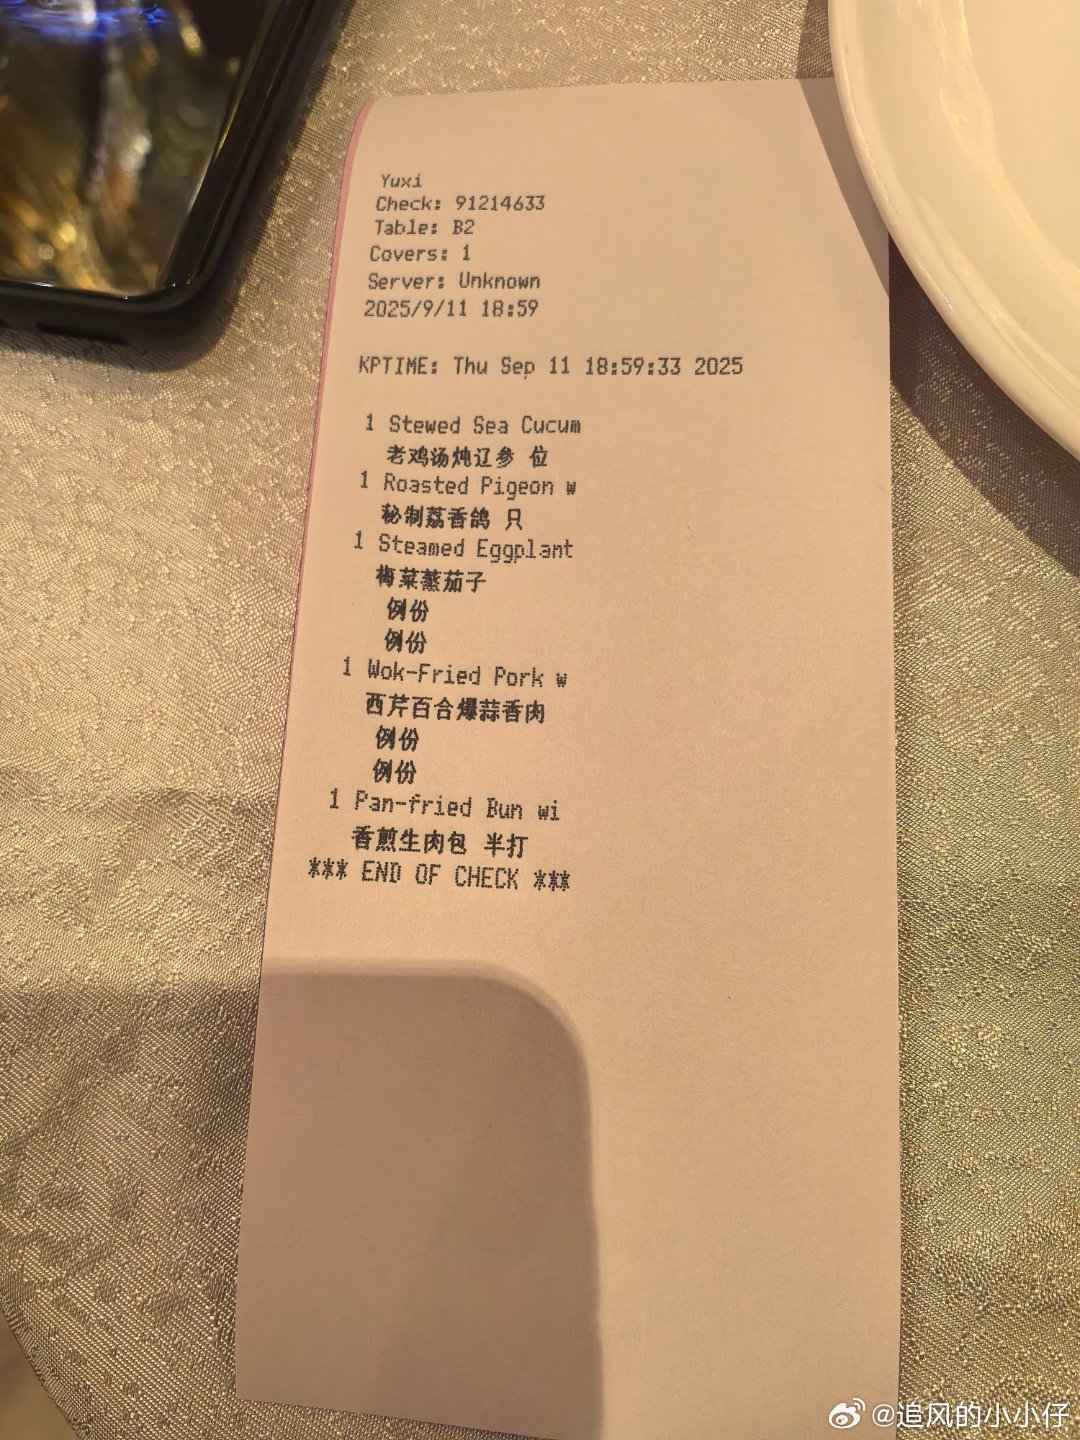 Yuxi
Check: 91214633
Table: B2
Covers: 1
Server: Unknown
2025/9/11 18:59
KPTIME: Thu Sep 11 18:59:33 2025
1 Stewed Sea Cucum
老鸡汤炖辽参 位
1 Roasted Pigeon w
秘制荔香鸽 只
1 Steamed Eggplant
梅菜蒸茄子
例份
例份
1 Wok-Fried Pork w
西芹百合爆蒜香肉
例份
例份
1 Pan-fried Bun wi
香煎生肉包 半打
*** END OF CHECK ***
@追风的小小仔